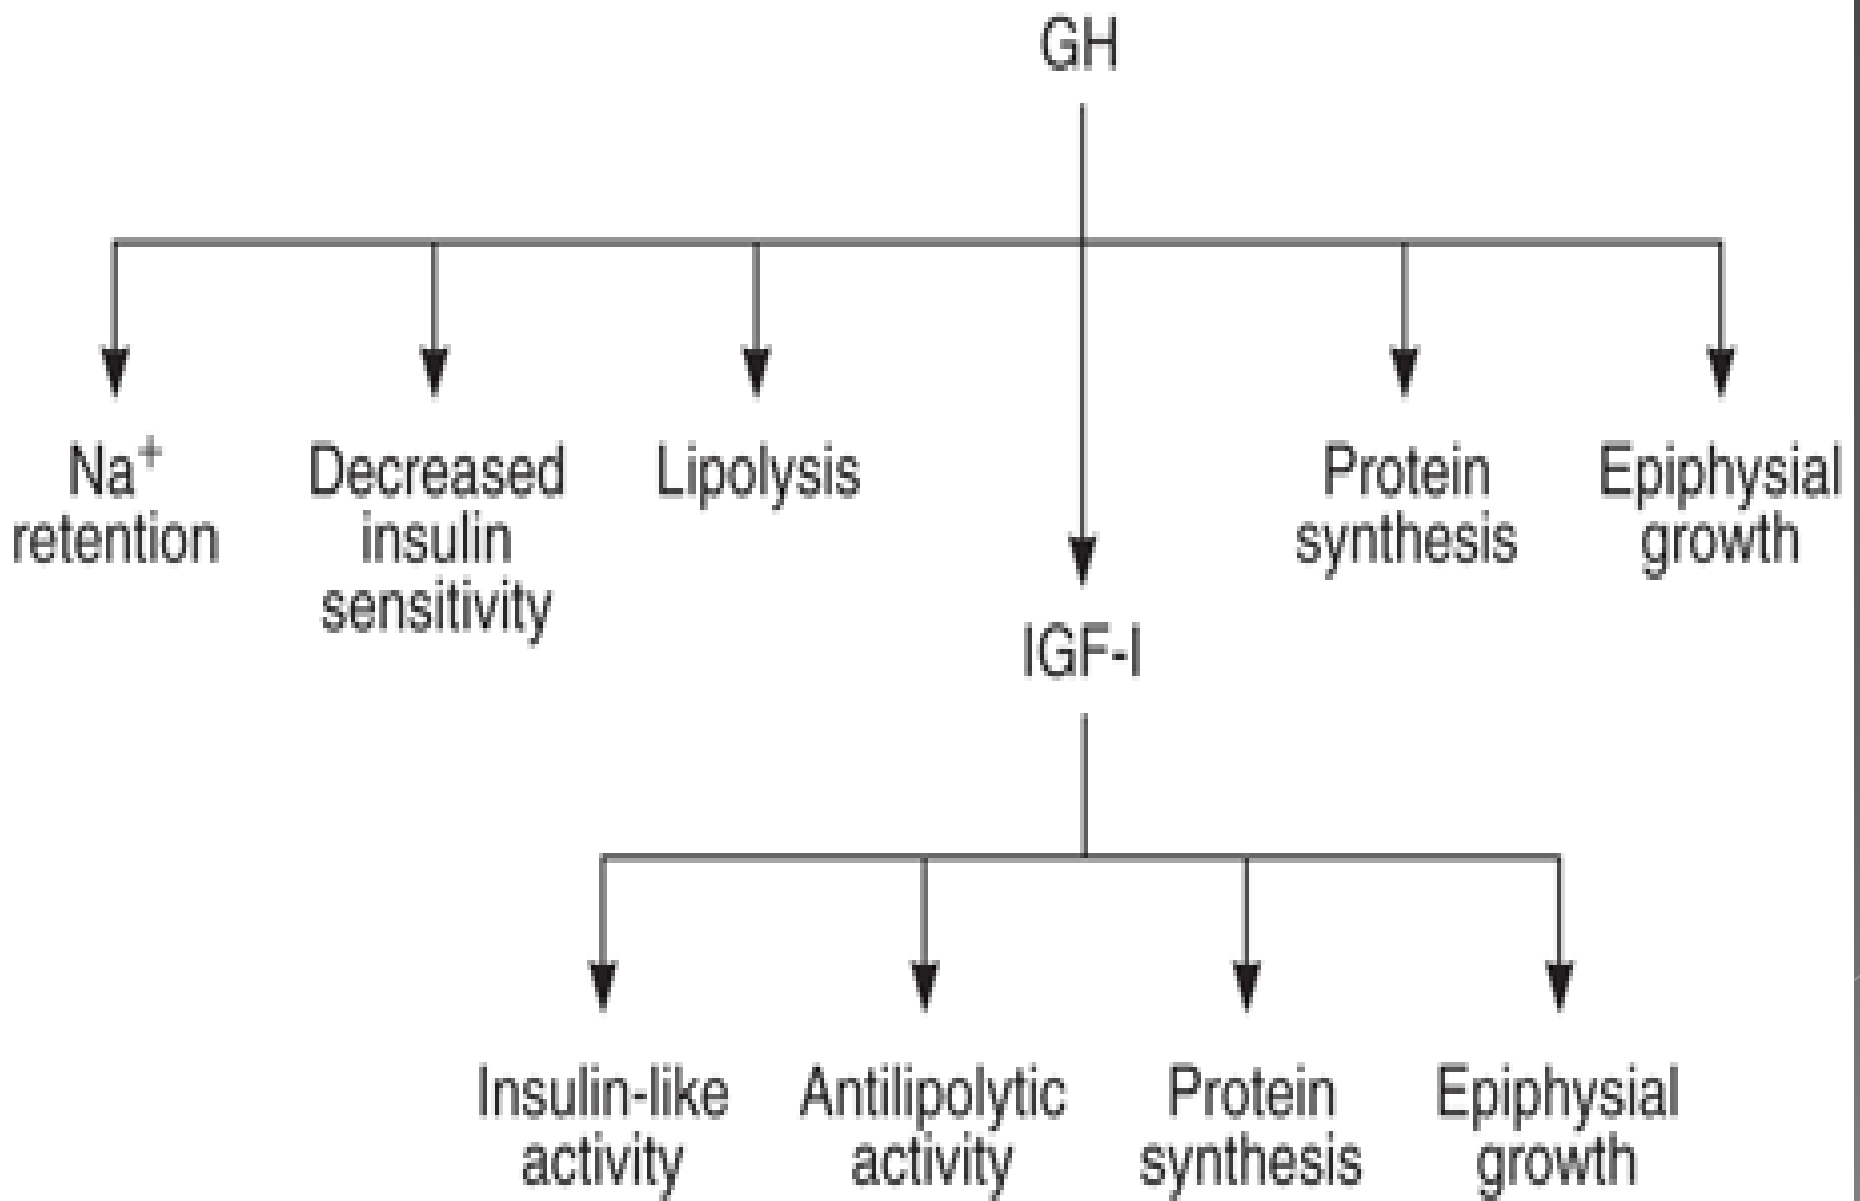 GH
Na+
retention
Decreased
insulin
sensitivity
Lipolysis
Protein
synthesis
Epiphysial
growth
IGF-I
Insulin-like
activity
Antilipolytic
activity
Protein
synthesis
Epiphysial
growth